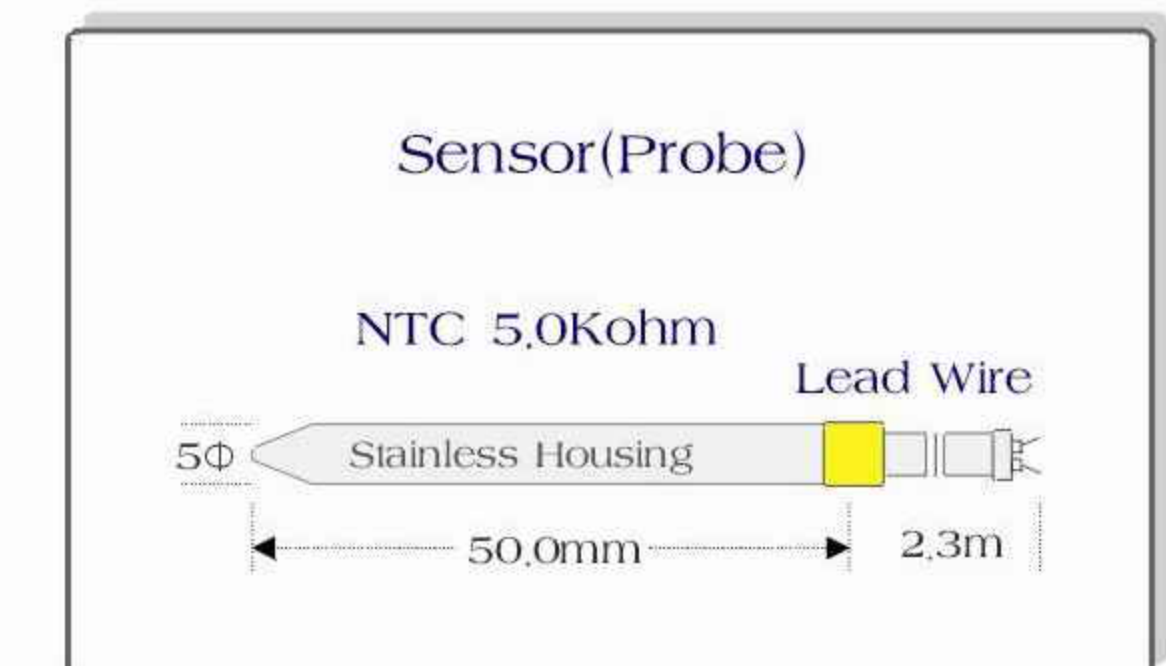 Sensor(Probe)
NTC 5.0Kohm
Lead Wire
5Φ
Stainless Housing
50.0mm
2.3m